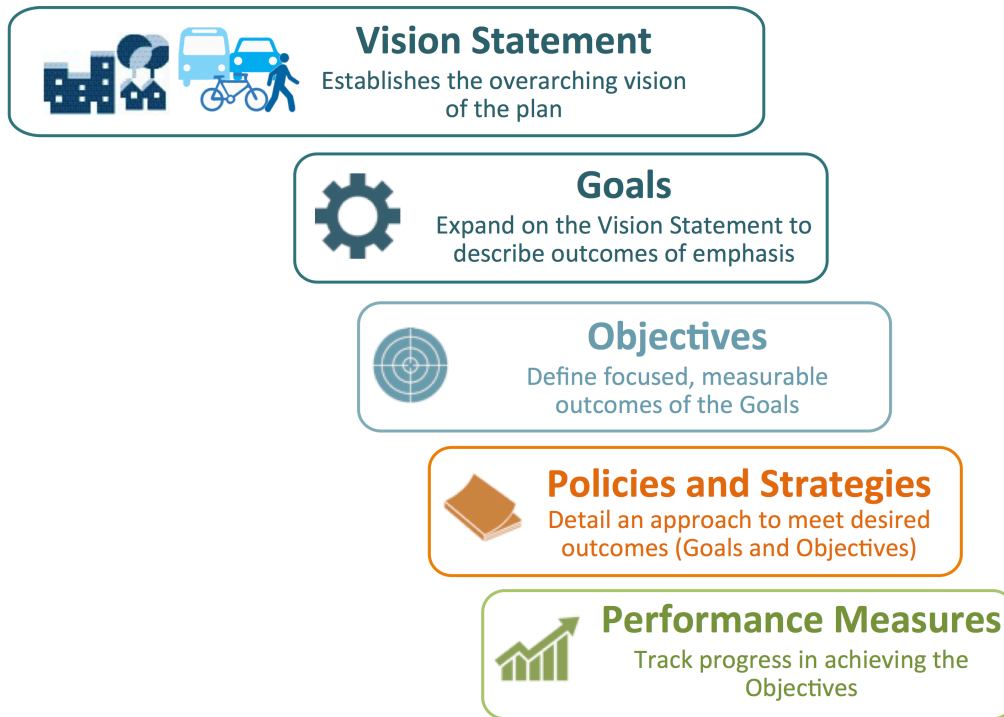 Vision Statement
Establishes the overarching vision
of the plan
Goals
Expand on the Vision Statement to
describe outcomes of emphasis
Objectives
Define focused, measurable
outcomes of the Goals
Policies and Strategies
Detail an approach to meet desired
outcomes (Goals and Objectives)
Performance Measures
Track progress in achieving the
Objectives